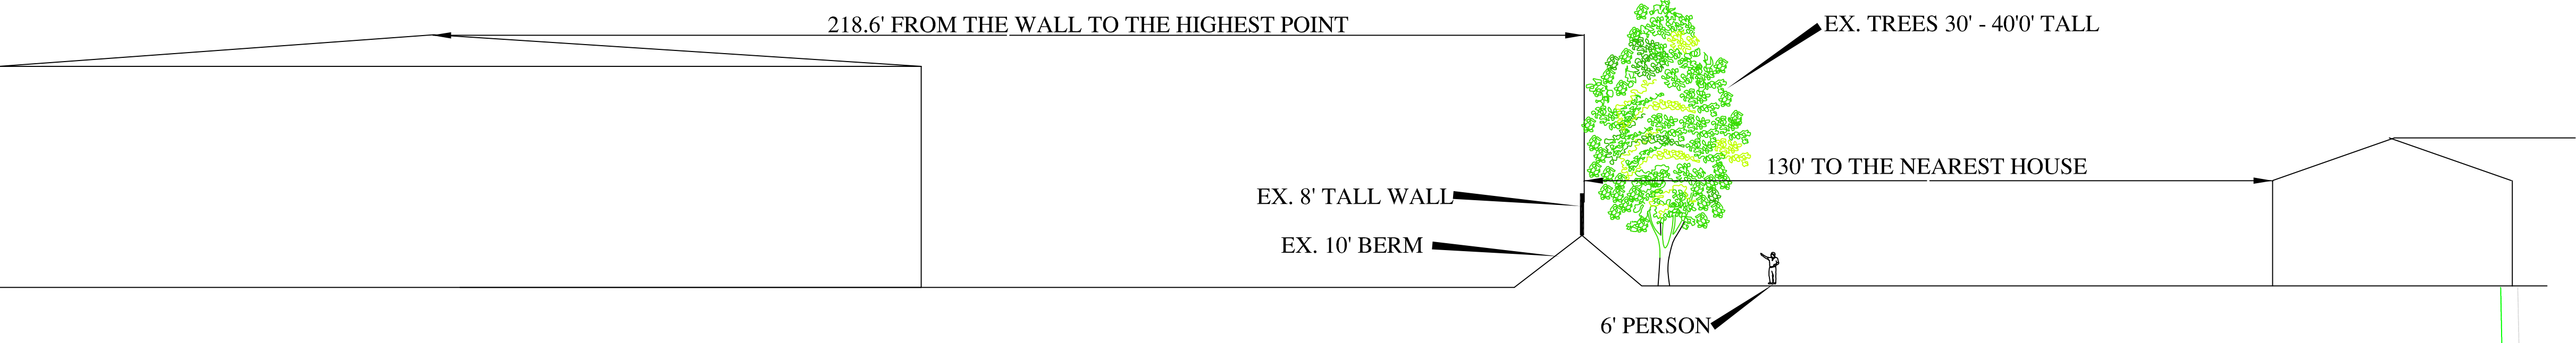 218.6' FROM THE WALL TO THE HIGHEST POINT
EX. TREES 30' - 40'0' TALL
130' TO THE NEAREST HOUSE
EX. 8' TALL WALL
EX. 10' BERM
6' PERSON